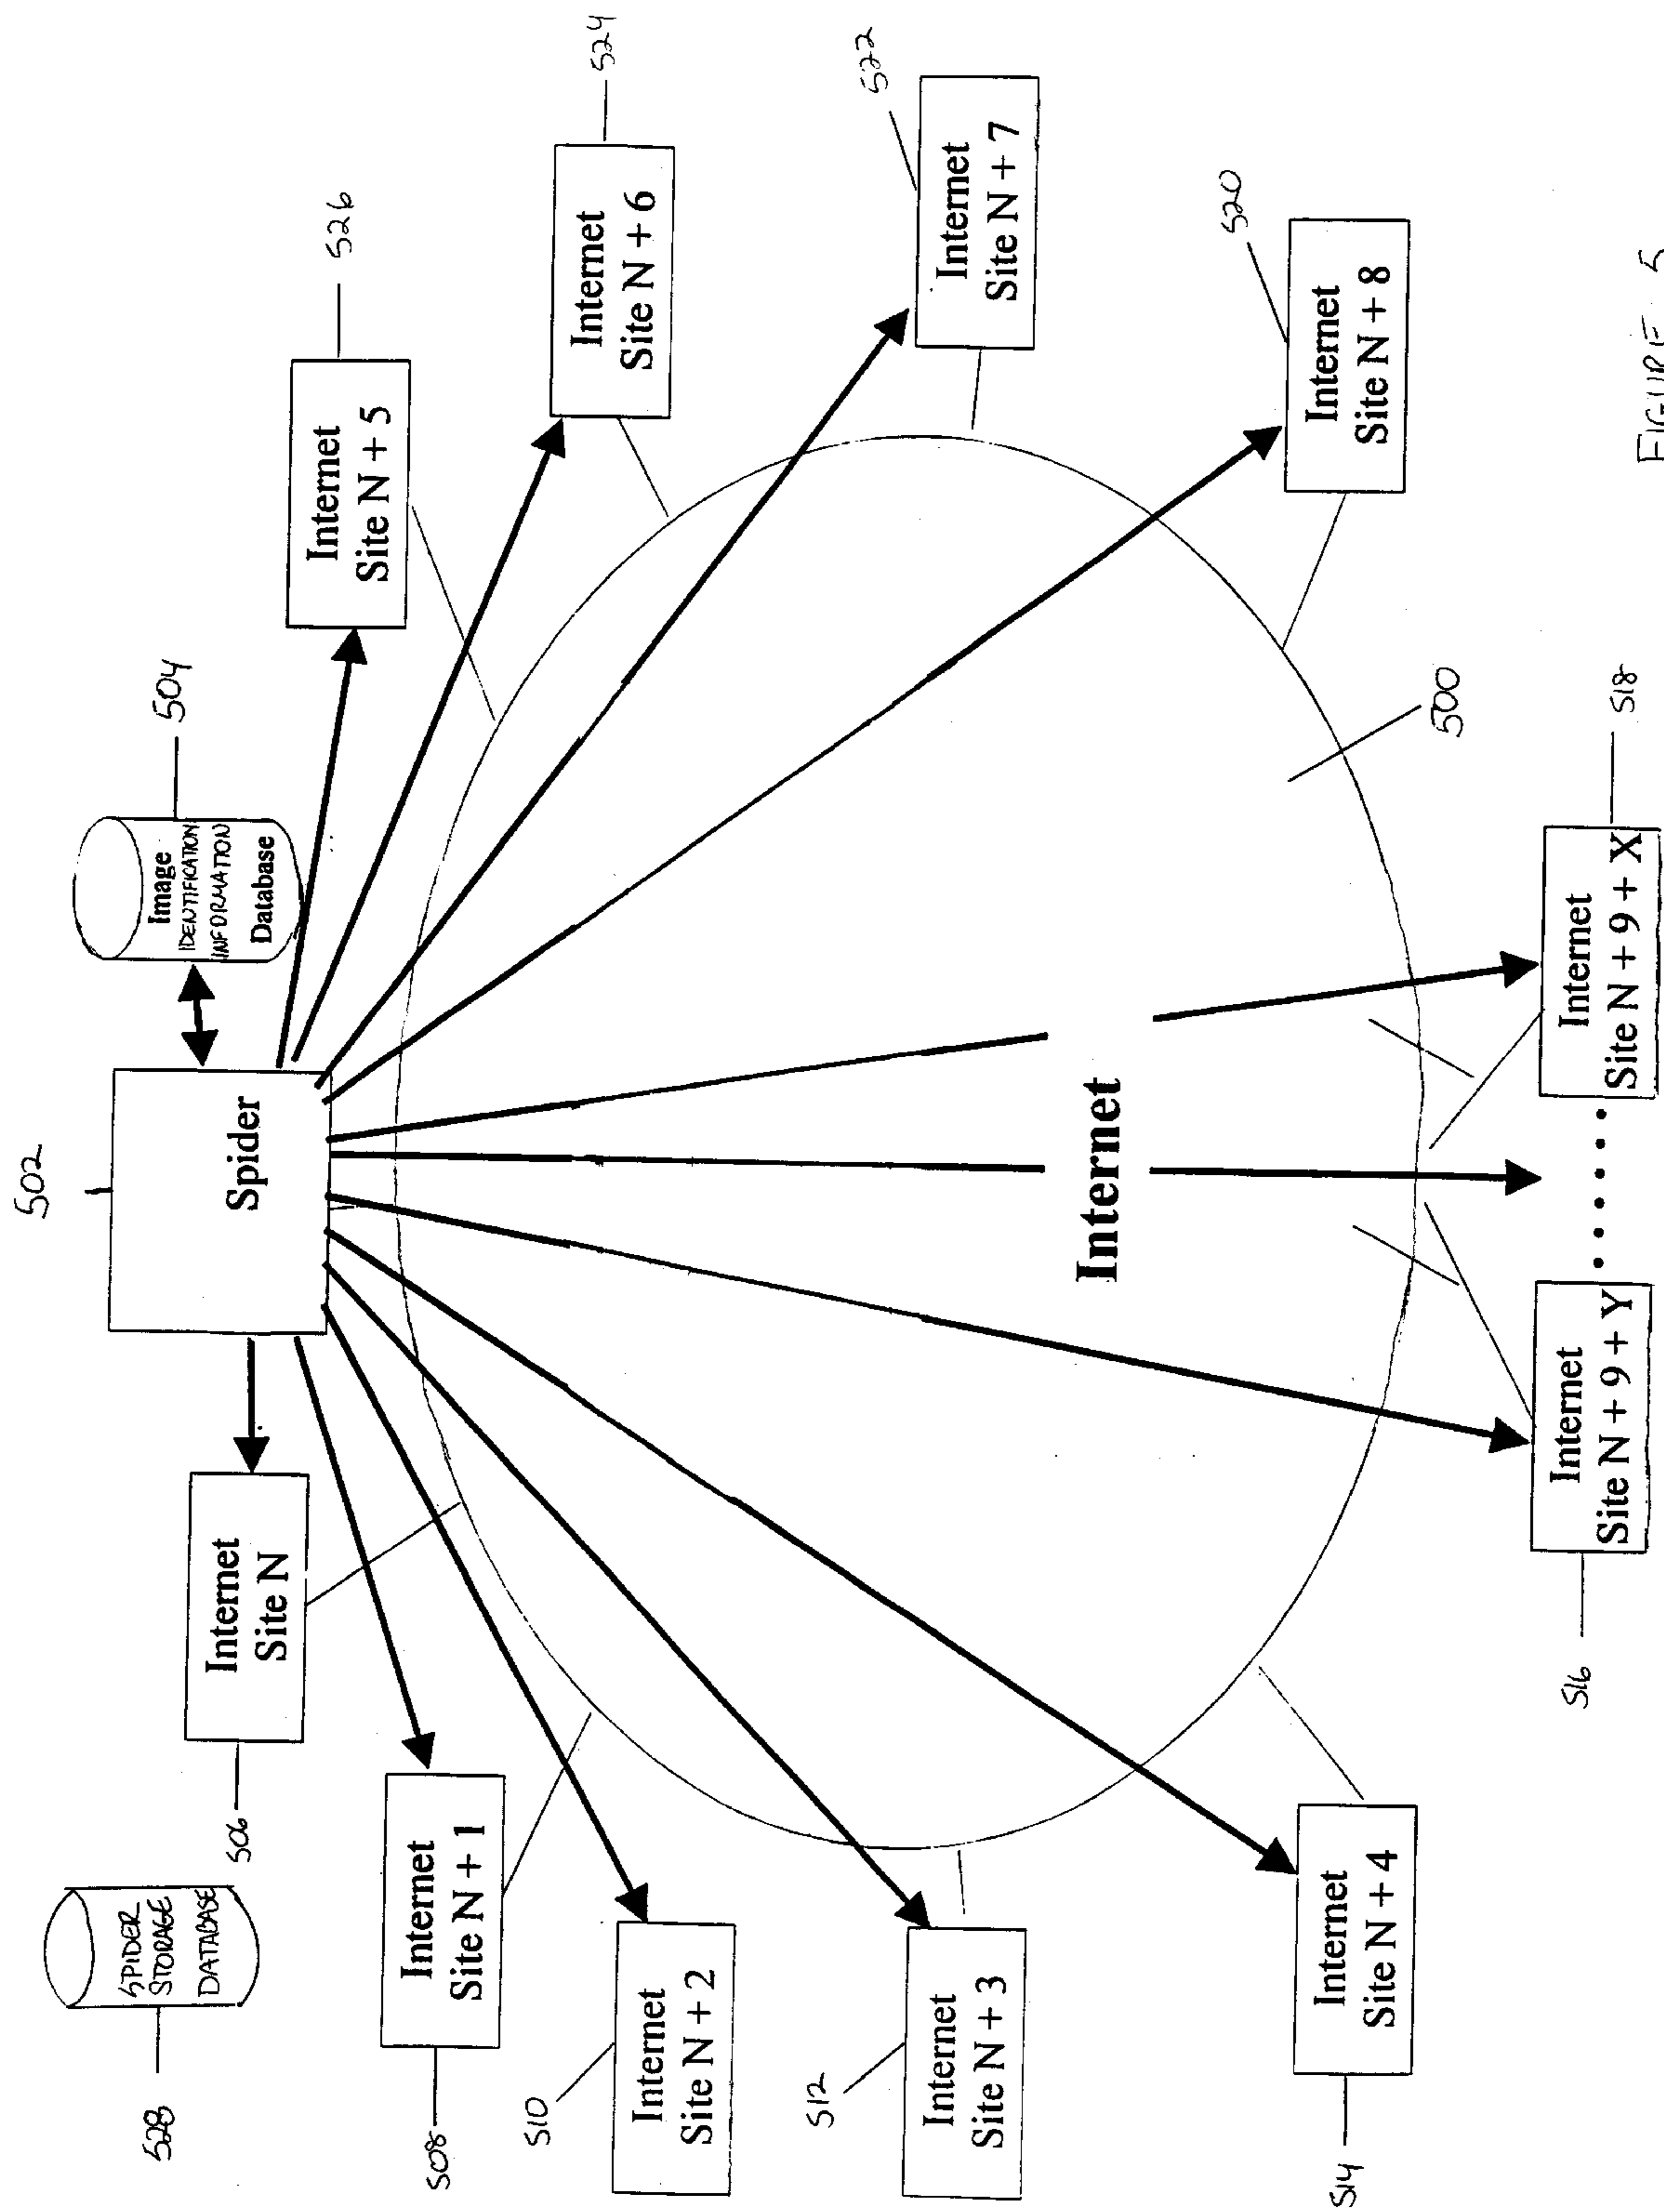 502
Spider
504
Image
IDENTIFICATION
INFORMATION
Database
528
SPIDER
STORAGE
DATABASE
506
Internet
Site N
508
Internet
Site N + 1
510
Internet
Site N + 2
512
Internet
Site N + 3
514
Internet
Site N + 4
526
Internet
Site N + 5
524
Internet
Site N + 6
522
Internet
Site N + 7
520
Internet
Site N + 8
Internet
500
516
Internet
Site N + 9 + Y
......
518
Internet
Site N + 9 + X
FIGURE 5